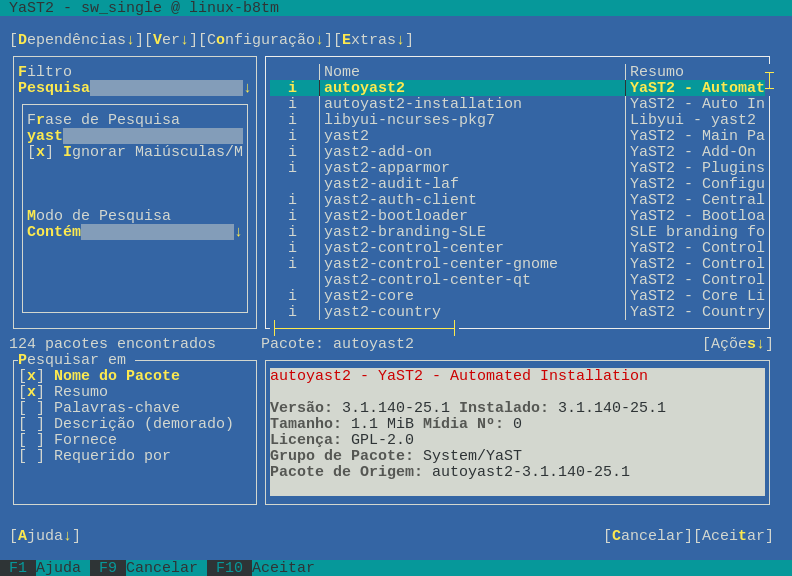 YaST2 - sw_single @ linux-b8tm
[Dependências↓][Ver↓][Configuração↓][Extras↓]
Filtro
Pesquisa ↓
Frase de Pesquisa
yast
[x] Ignorar Maiúsculas/M
Modo de Pesquisa
Contém ↓
124 pacotes encontrados
Pesquisar em
[x] Nome do Pacote
[x] Resumo
[ ] Palavras-chave
[ ] Descrição (demorado)
[ ] Fornece
[ ] Requerido por
Nome Resumo
i autoyast2 YaST2 - Automat
i autoyast2-installation YaST2 - Auto In
i libyui-ncurses-pkg7 Libyui - yast2
i yast2 YaST2 - Main Pa
i yast2-add-on YaST2 - Add-On
i yast2-apparmor YaST2 - Plugins
yast2-audit-laf YaST2 - Configu
i yast2-auth-client YaST2 - Central
i yast2-bootloader YaST2 - Bootloa
i yast2-branding-SLE SLE branding fo
i yast2-control-center YaST2 - Control
i yast2-control-center-gnome YaST2 - Control
yast2-control-center-qt YaST2 - Control
i yast2-core YaST2 - Core Li
i yast2-country YaST2 - Country
Pacote: autoyast2 [Ações↓]
autoyast2 - YaST2 - Automated Installation
Versão: 3.1.140-25.1 Instalado: 3.1.140-25.1
Tamanho: 1.1 MiB Mídia Nº: 0
Licença: GPL-2.0
Grupo de Pacote: System/YaST
Pacote de Origem: autoyast2-3.1.140-25.1
[Ajuda↓] [Cancelar][Aceitar]
F1 Ajuda F9 Cancelar F10 Aceitar